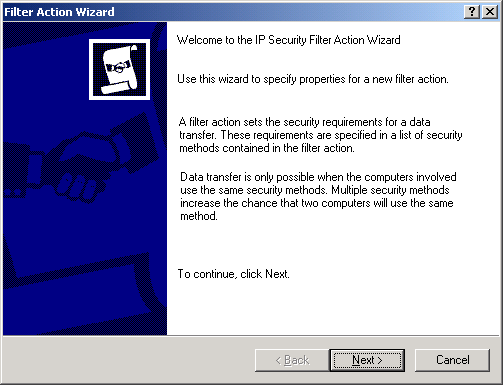 Filter Action Wizard
Welcome to the IP Security Filter Action Wizard
Use this wizard to specify properties for a new filter action.
A filter action sets the security requirements for a data
transfer. These requirements are specified in a list of security
methods contained in the filter action.
Data transfer is only possible when the computers involved
use the same security methods. Multiple security methods
increase the chance that two computers will use the same
method.
To continue, click Next.
< Back Next > Cancel